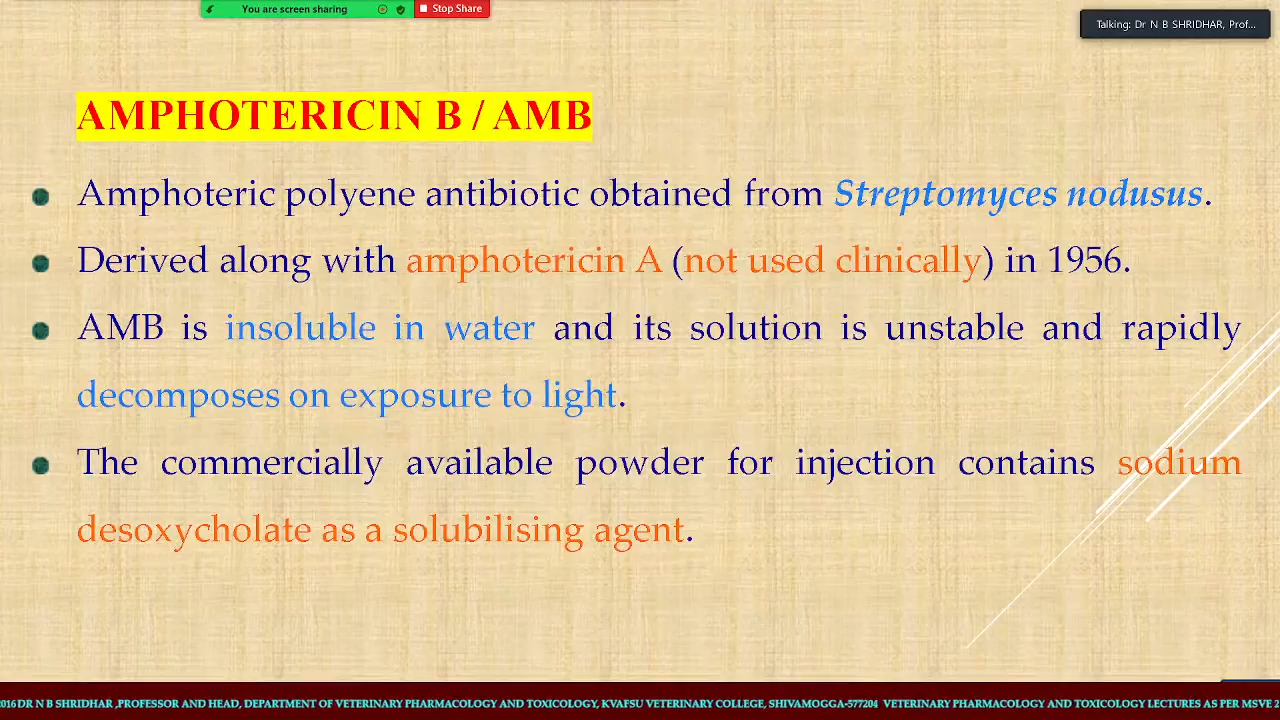 You are screen sharing
Stop Share
Talking: Dr N B SHRIDHAR, Prof...
AMPHOTERICIN B / AMB
Amphoteric polyene antibiotic obtained from Streptomyces nodusus.
Derived along with amphotericin A (not used clinically) in 1956.
AMB is insoluble in water and its solution is unstable and rapidly
decomposes on exposure to light.
The commercially available powder for injection contains sodium
desoxycholate as a solubilising agent.
2016 DR N B SHRIDHAR ,PROFESSOR AND HEAD, DEPARTMENT OF VETERINARY PHARMACOLOGY AND TOXICOLOGY, KVAFSU VETERINARY COLLEGE, SHIVAMOGGA-577204 VETERINARY PHARMACOLOGY AND TOXICOLOGY LECTURES AS PER MSVE 2